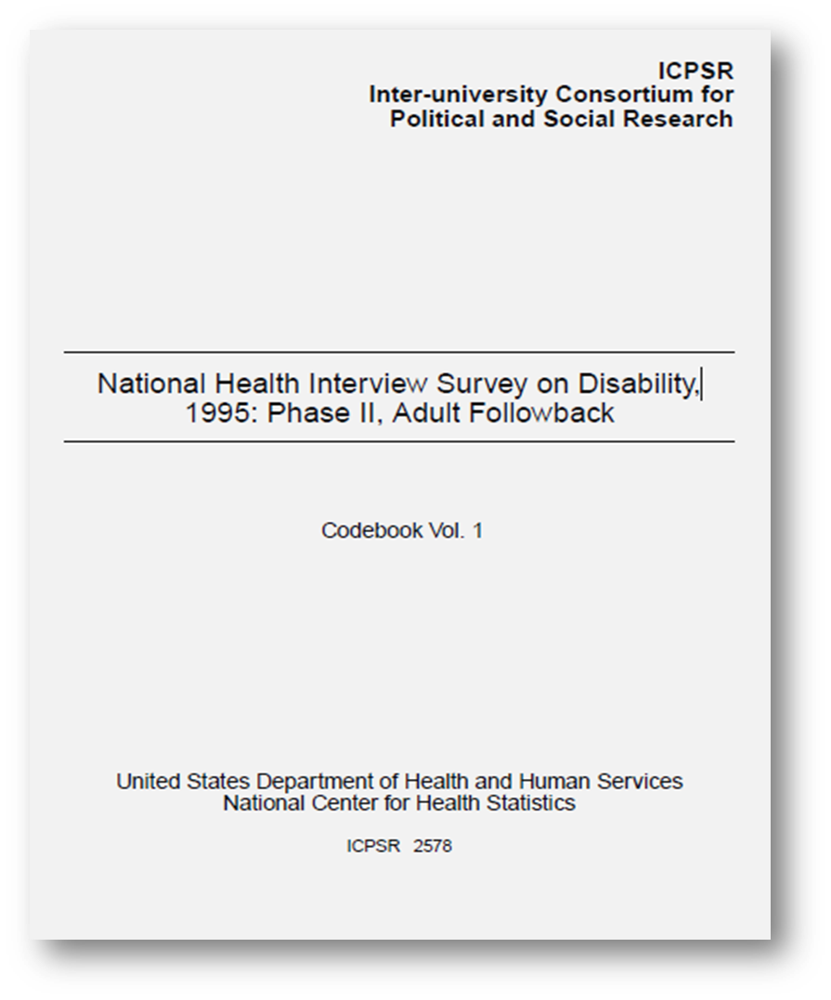 ICPSR
Inter-university Consortium for
Political and Social Research
National Health Interview Survey on Disability,
1995: Phase II, Adult Followback
Codebook Vol. 1
United States Department of Health and Human Services
National Center for Health Statistics
ICPSR 2578